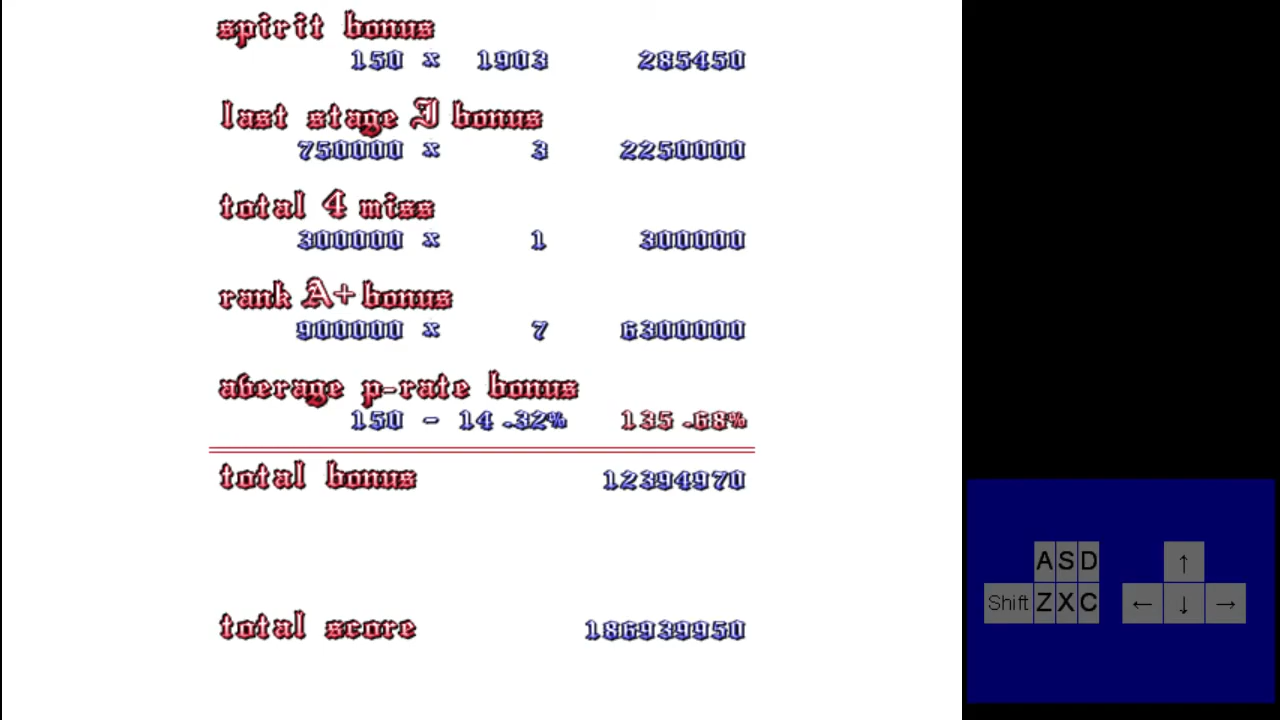 spirit bonus
150 x 1903 285450
last stage J bonus
750000 x 3 2250000
total 4 miss
300000 x 1 300000
rank A+ bonus
900000 x 7 6300000
average p-rate bonus
150 - 14.32% 135.68%
total bonus 12394970
total score 186939950
A S D ↑
Shift Z X C ← ↓ →